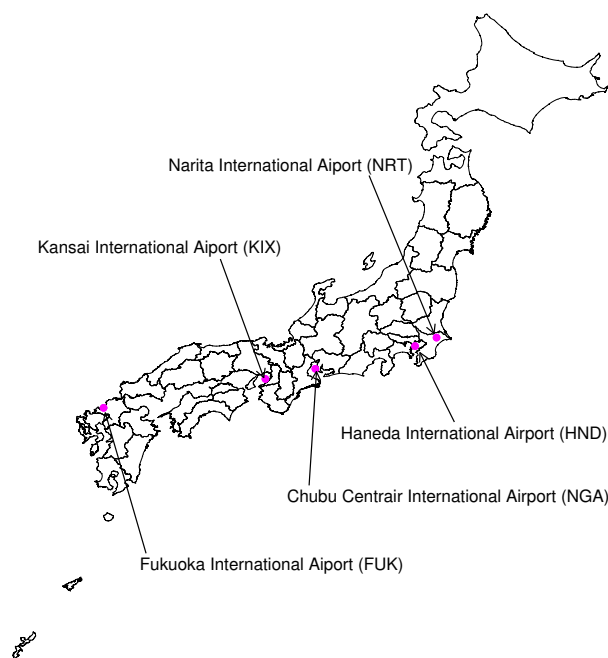 Narita International Aiport (NRT)
Kansai International Aiport (KIX)
Haneda International Airport (HND)
Chubu Centrair International Airport (NGA)
Fukuoka International Aiport (FUK)